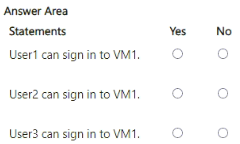 Answer Area
Statements Yes No
User1 can sign in to VM1.
User2 can sign in to VM1.
User3 can sign in to VM1.